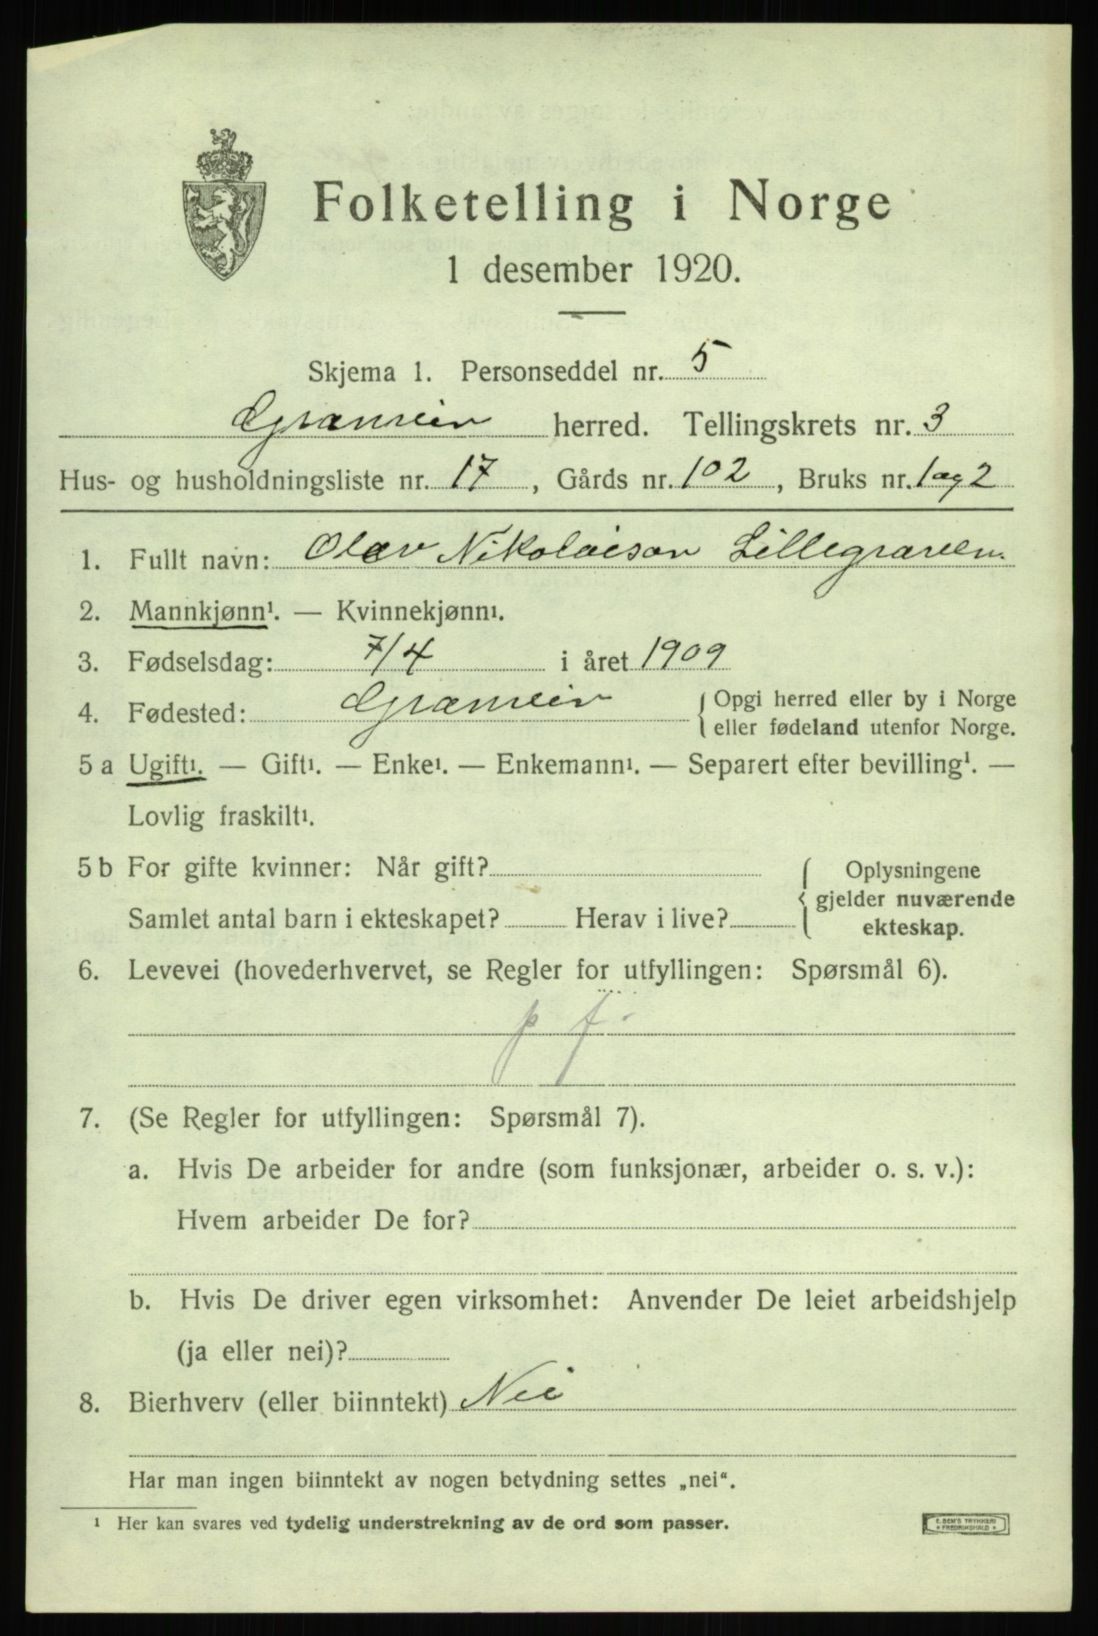 Folketelling i Norge
1 desember 1920.
Skjema 1. Personseddel nr. 5
herred. Tellingskrets nr. 3
Hus- og husholdningsliste nr. 17, Gårds nr. 102, Bruks nr. 1 og 2
1. Fullt navn: Olav Nikolaison Lillegraven.
2. Mannkjønn¹. — Kvinnekjønn¹.
3. Fødselsdag: 7/4 i året 1909
4. Fødested: { Opgi herred eller by i Norge
eller fødeland utenfor Norge.
5 a Ugift¹. — Gift¹. — Enke¹. — Enkemann¹. — Separert efter bevilling¹. —
Lovlig fraskilt¹.
5 b For gifte kvinner: Når gift?
Samlet antal barn i ekteskapet? Herav i live?
{ Oplysningene
gjelder nuværende
ekteskap.
6. Levevei (hovederhvervet, se Regler for utfyllingen: Spørsmål 6).
p f.
7. (Se Regler for utfyllingen: Spørsmål 7).
a. Hvis De arbeider for andre (som funksjonær, arbeider o. s. v.):
Hvem arbeider De for?
b. Hvis De driver egen virksomhet: Anvender De leiet arbeidshjelp
(ja eller nei)?
8. Bierhverv (eller biinntekt) Nei
Har man ingen biinntekt av nogen betydning settes „nei“.
¹ Her kan svares ved tydelig understrekning av de ord som passer.
E. SEM'S TRYKKERI
• FREDRIKSHALD •